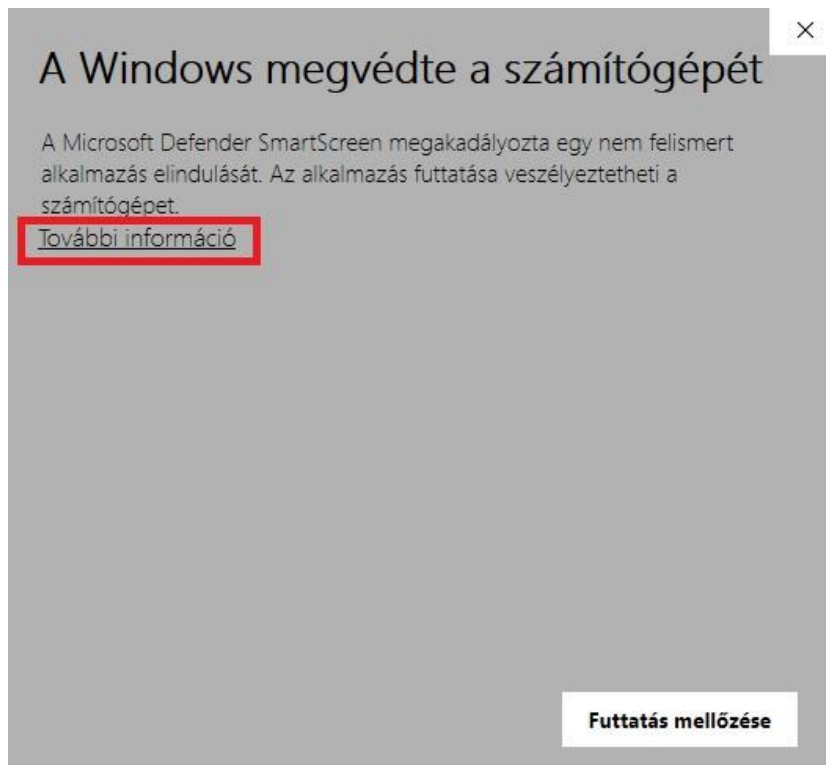 A Windows megvédte a számítógépét
A Microsoft Defender SmartScreen megakadályozta egy nem felismert
alkalmazás elindulását. Az alkalmazás futtatása veszélyeztetheti a
számítógépet.
További információ
Futtatás mellőzése